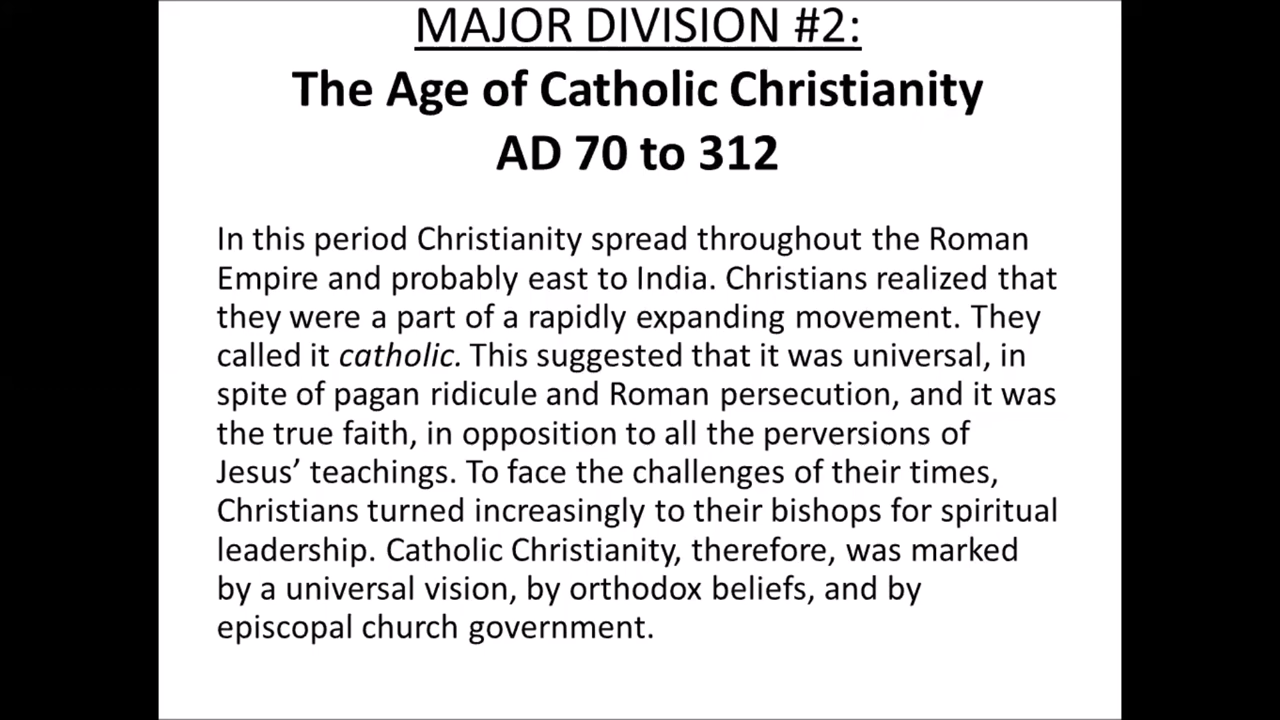 MAJOR DIVISION #2:
The Age of Catholic Christianity
AD 70 to 312
In this period Christianity spread throughout the Roman
Empire and probably east to India. Christians realized that
they were a part of a rapidly expanding movement. They
called it catholic. This suggested that it was universal, in
spite of pagan ridicule and Roman persecution, and it was
the true faith, in opposition to all the perversions of
Jesus’ teachings. To face the challenges of their times,
Christians turned increasingly to their bishops for spiritual
leadership. Catholic Christianity, therefore, was marked
by a universal vision, by orthodox beliefs, and by
episcopal church government.